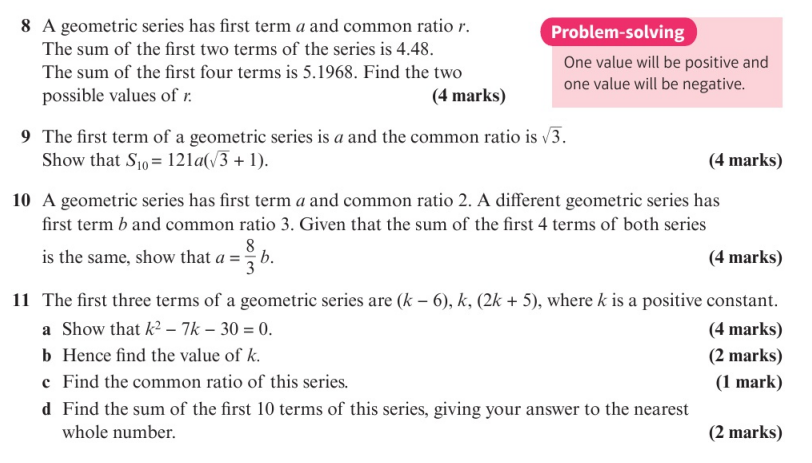 8 A geometric series has first term a and common ratio r.
The sum of the first two terms of the series is 4.48.
The sum of the first four terms is 5.1968. Find the two
possible values of r. (4 marks)
Problem-solving
One value will be positive and
one value will be negative.
9 The first term of a geometric series is a and the common ratio is √3.
Show that S₁₀ = 121a(√3 + 1). (4 marks)
10 A geometric series has first term a and common ratio 2. A different geometric series has
first term b and common ratio 3. Given that the sum of the first 4 terms of both series
is the same, show that a = 8/3 b. (4 marks)
11 The first three terms of a geometric series are (k − 6), k, (2k + 5), where k is a positive constant.
a Show that k² − 7k − 30 = 0. (4 marks)
b Hence find the value of k. (2 marks)
c Find the common ratio of this series. (1 mark)
d Find the sum of the first 10 terms of this series, giving your answer to the nearest
whole number. (2 marks)